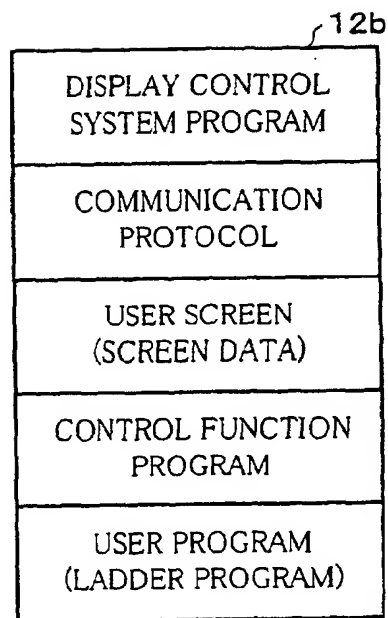 12b
DISPLAY CONTROL
SYSTEM PROGRAM
COMMUNICATION
PROTOCOL
USER SCREEN
(SCREEN DATA)
CONTROL FUNCTION
PROGRAM
USER PROGRAM
(LADDER PROGRAM)